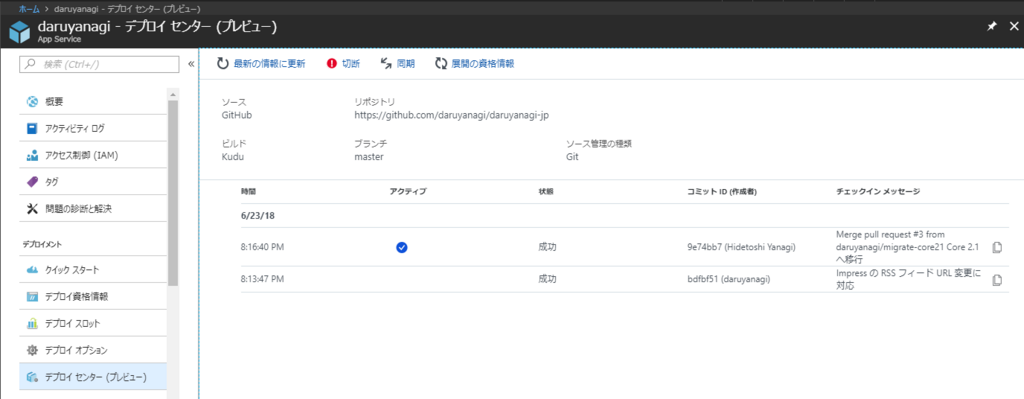 ホーム > daruyanagi - デプロイ センター (プレビュー)
daruyanagi - デプロイ センター (プレビュー)
App Service
検索 (Ctrl+/)
概要
アクティビティ ログ
アクセス制御 (IAM)
タグ
問題の診断と解決
デプロイメント
クイック スタート
デプロイ資格情報
デプロイ スロット
デプロイ オプション
デプロイ センター (プレビュー)
最新の情報に更新 切断 同期 展開の資格情報
ソース リポジトリ
GitHub https://github.com/daruyanagi/daruyanagi-jp
ビルド ブランチ ソース管理の種類
Kudu master Git
時間 アクティブ 状態 コミット ID (作成者) チェックイン メッセージ
6/23/18
8:16:40 PM 成功 9e74bb7 (Hidetoshi Yanagi) Merge pull request #3 from
daruyanagi/migrate-core21 Core 2.1
へ移行
8:13:47 PM 成功 bdfbf51 (daruyanagi) Impress の RSS フィード URL 変更に
対応